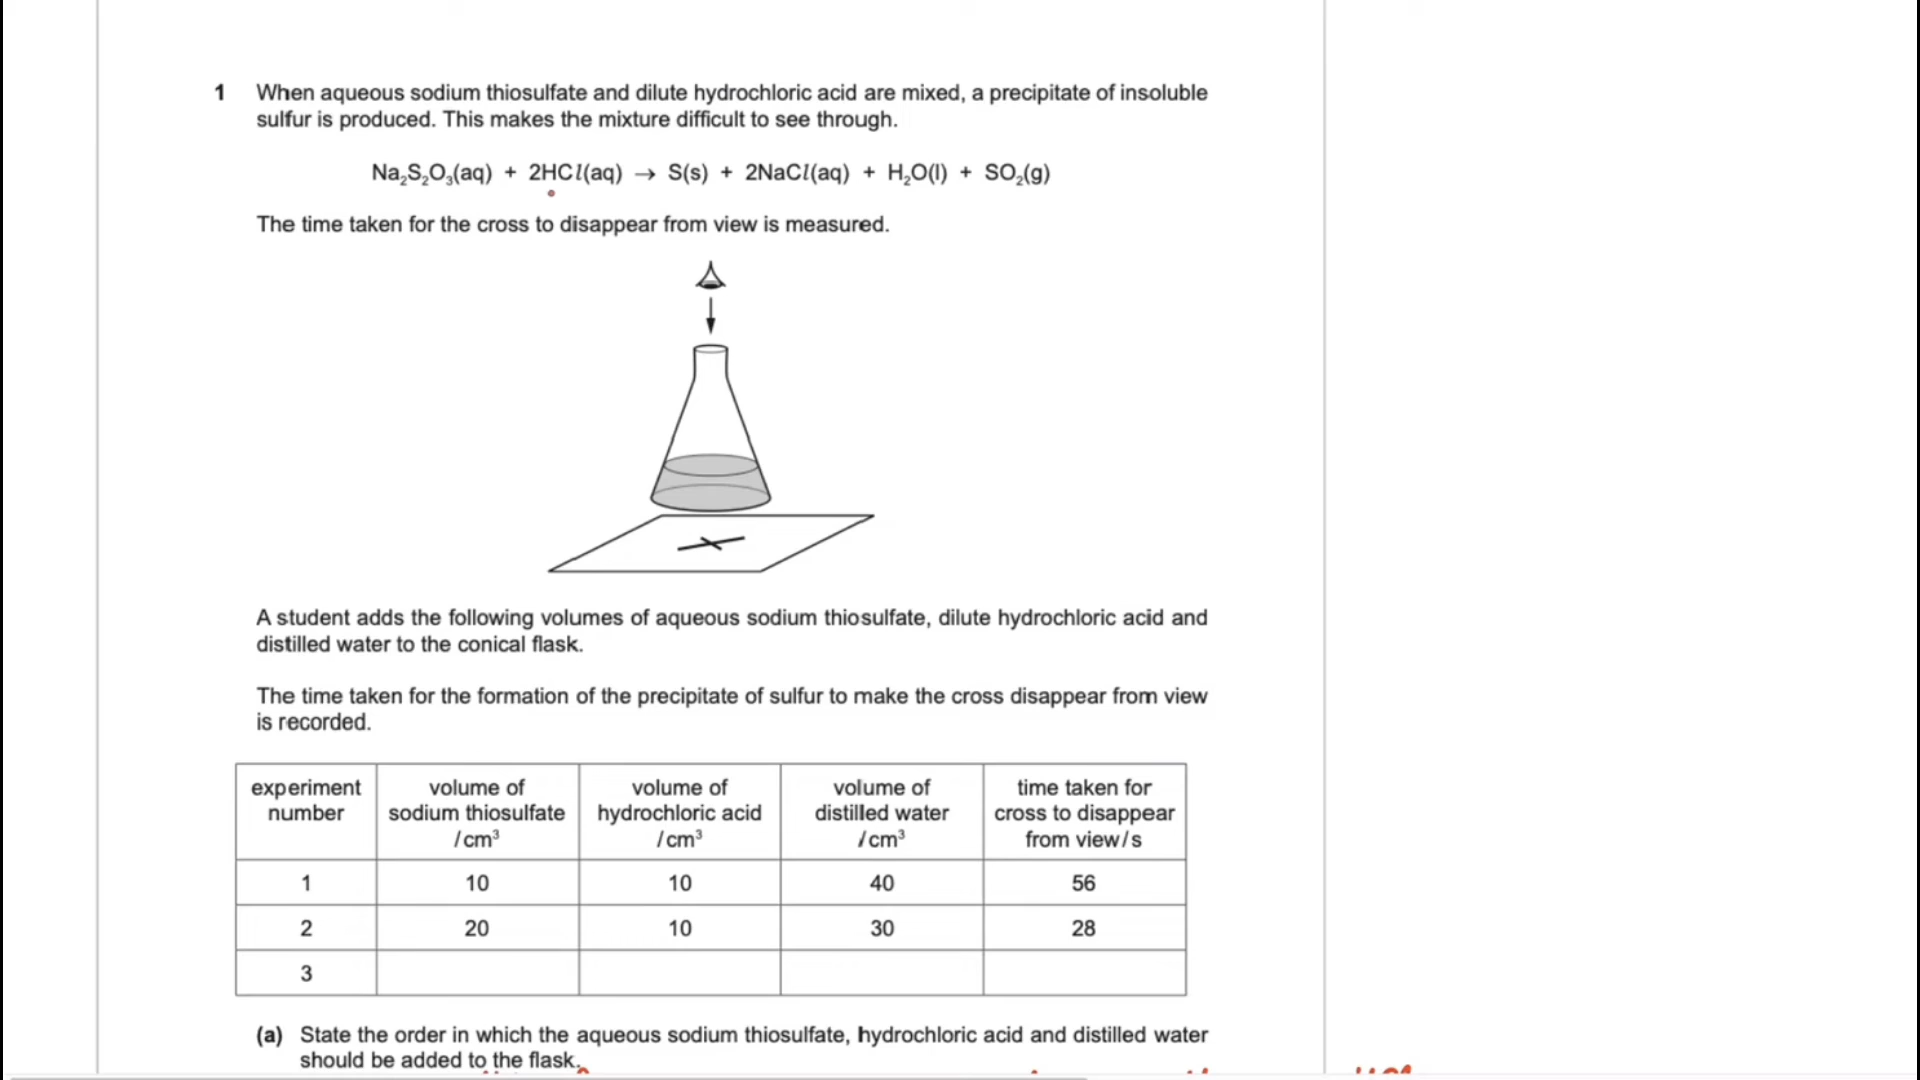 1 When aqueous sodium thiosulfate and dilute hydrochloric acid are mixed, a precipitate of insoluble
sulfur is produced. This makes the mixture difficult to see through.
Na₂S₂O₃(aq) + 2HCl(aq) → S(s) + 2NaCl(aq) + H₂O(l) + SO₂(g)
The time taken for the cross to disappear from view is measured.
A student adds the following volumes of aqueous sodium thiosulfate, dilute hydrochloric acid and
distilled water to the conical flask.
The time taken for the formation of the precipitate of sulfur to make the cross disappear from view
is recorded.
experiment number | volume of sodium thiosulfate /cm³ | volume of hydrochloric acid /cm³ | volume of distilled water /cm³ | time taken for cross to disappear from view/s
1 | 10 | 10 | 40 | 56
2 | 20 | 10 | 30 | 28
3
(a) State the order in which the aqueous sodium thiosulfate, hydrochloric acid and distilled water
should be added to the flask.